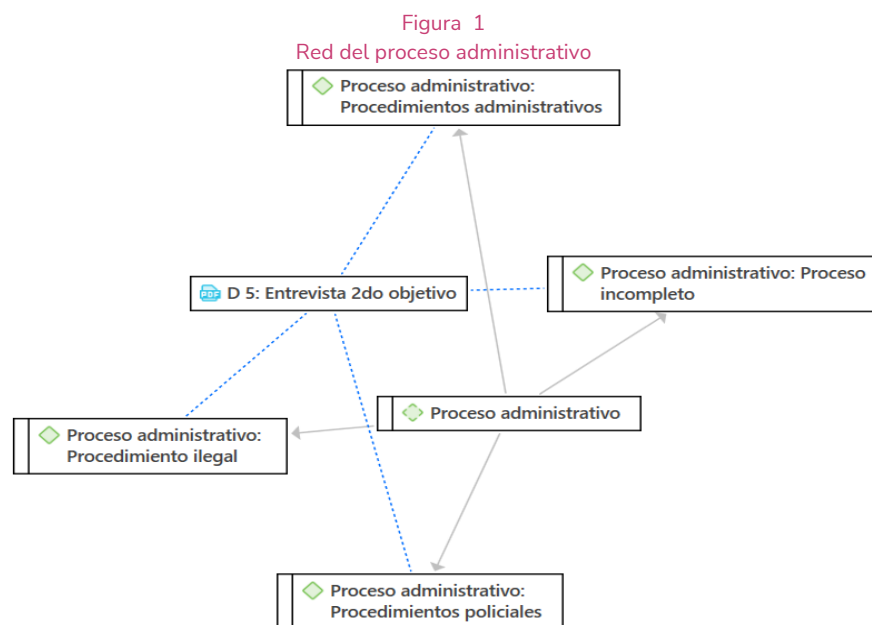 Figura 1
Red del proceso administrativo
Proceso administrativo:
Procedimientos administrativos
PDF
D 5: Entrevista 2do objetivo
Proceso administrativo: Proceso
incompleto
Proceso administrativo
Proceso administrativo:
Procedimiento ilegal
Proceso administrativo:
Procedimientos policiales